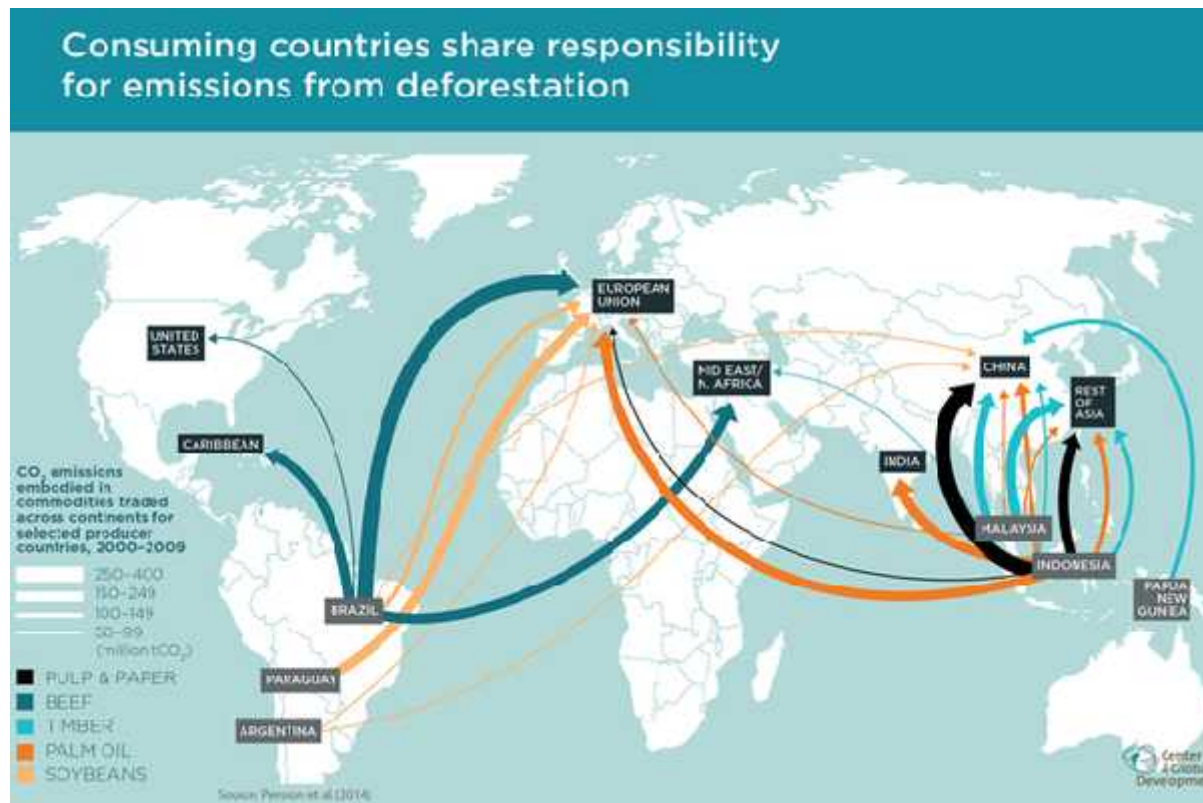 Consuming countries share responsibility
for emissions from deforestation
EUROPEAN
UNION
UNITED
STATES
MID EAST/
N. AFRICA
CHINA
REST
OF
ASIA
CARIBBEAN
INDIA
CO₂ emissions
embodied in
commodities traded
across continents for
selected producer
countries, 2000-2009
250-400
150-249
100-149
50-99
(million tCO₂)
MALAYSIA
INDONESIA
PAPUA
NEW
GUINEA
BRAZIL
PARAGUAY
ARGENTINA
PULP & PAPER
BEEF
TIMBER
PALM OIL
SOYBEANS
Source: Persson et al (2014)
Center
Global
Developme